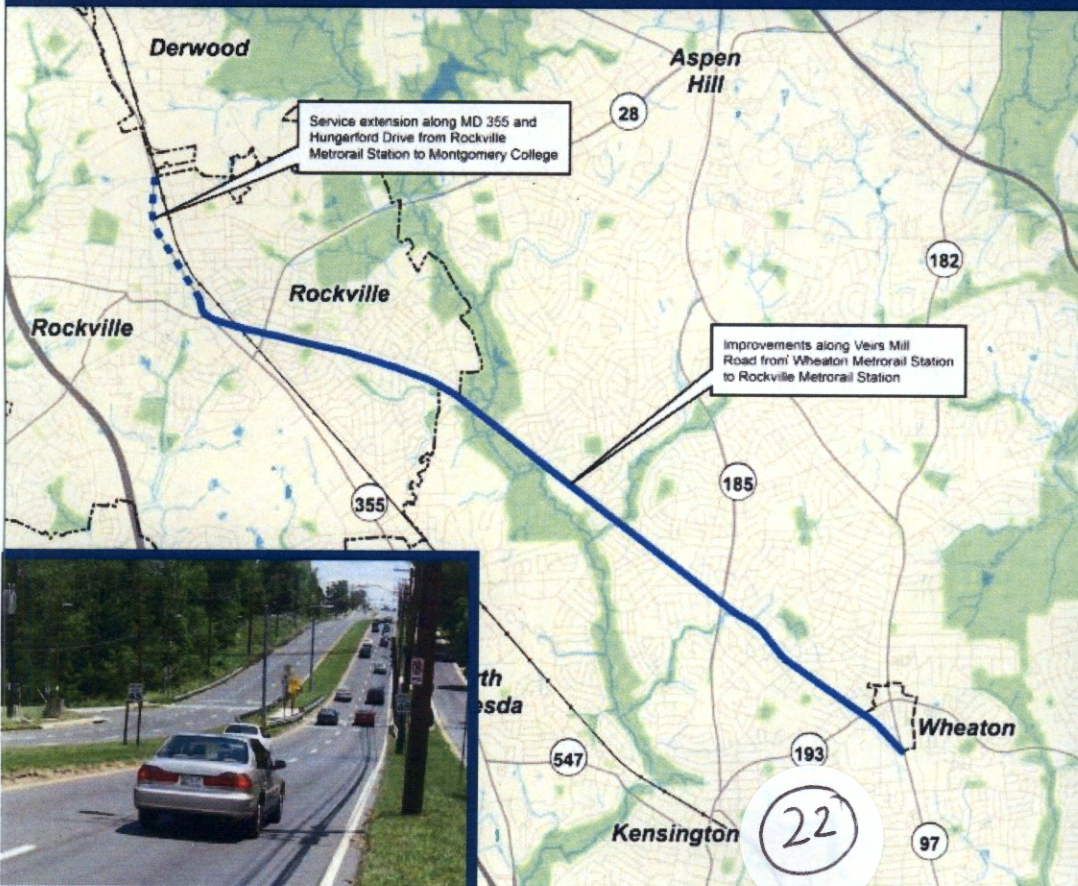 Derwood
Aspen
Hill
28
Service extension along MD 355 and
Hungerford Drive from Rockville
Metrorail Station to Montgomery College
182
Rockville
Rockville
Improvements along Veirs Mill
Road from Wheaton Metrorail Station
to Rockville Metrorail Station
185
355
rth
esda
Wheaton
193
547
22
Kensington
97